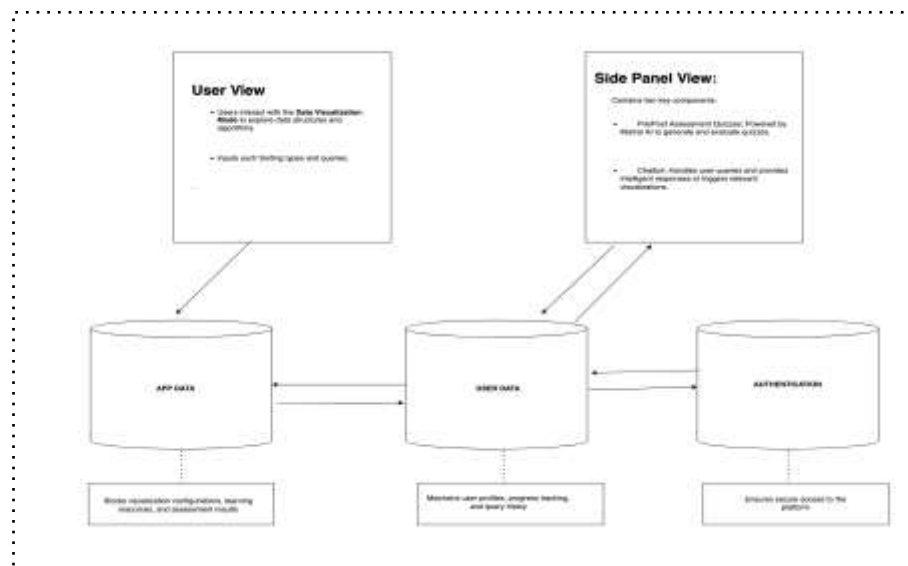 User View
• Users interact with the Data Visualization
Mode to explore data structures and
algorithms.
• Inputs such
and queries.
Side Panel View:
Contains two key components:
• Pre/Post Assessment Quizzes: Powered by
AI to generate and evaluate quizzes.
• Chatbot: Handles user queries and provides
intelligent responses or triggers relevant
visualizations.
APP DATA
USER DATA
AUTHENTICATION
Stores visualization configurations, learning
resources, and assessment results
Maintains user profiles, progress tracking,
and query history
Ensures secure access to the
platform